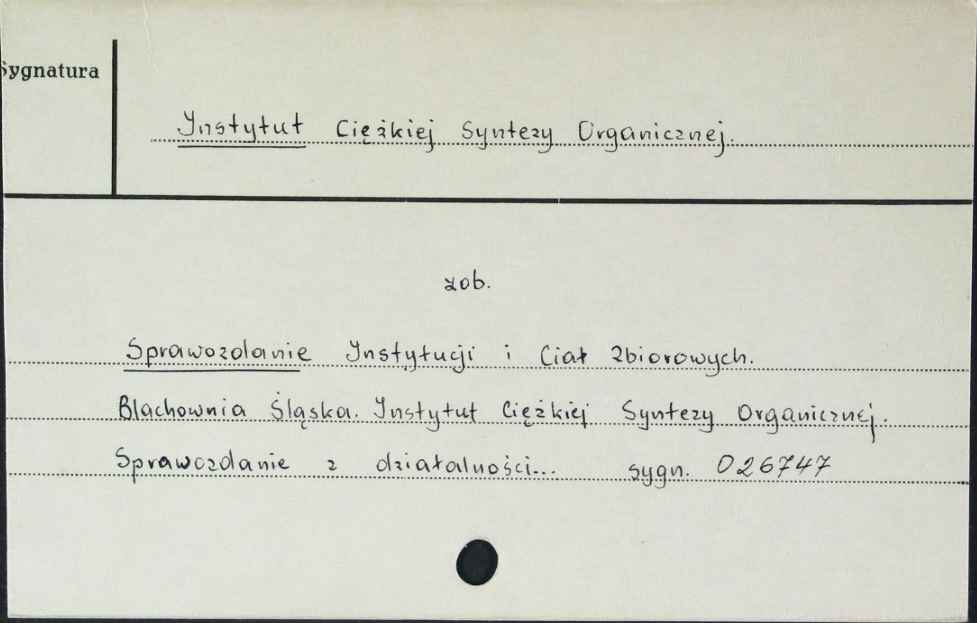 Sygnatura
Instytut Ciężkiej Syntezy Organicznej.
zob.
Sprawozdanie Instytucji i Ciał Zbiorowych.
Blachownia Śląska. Instytut Ciężkiej Syntezy Organicznej.
Sprawozdanie z działalności... sygn. 026747